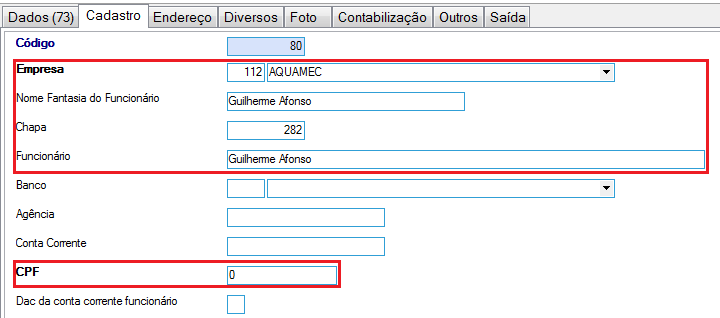 Dados (73) Cadastro Endereço Diversos Foto Contabilização Outros Saída
Código 80
Empresa 112 AQUAMEC
Nome Fantasia do Funcionário Guilherme Afonso
Chapa 282
Funcionário Guilherme Afonso
Banco
Agência
Conta Corrente
CPF 0
Dac da conta corrente funcionário